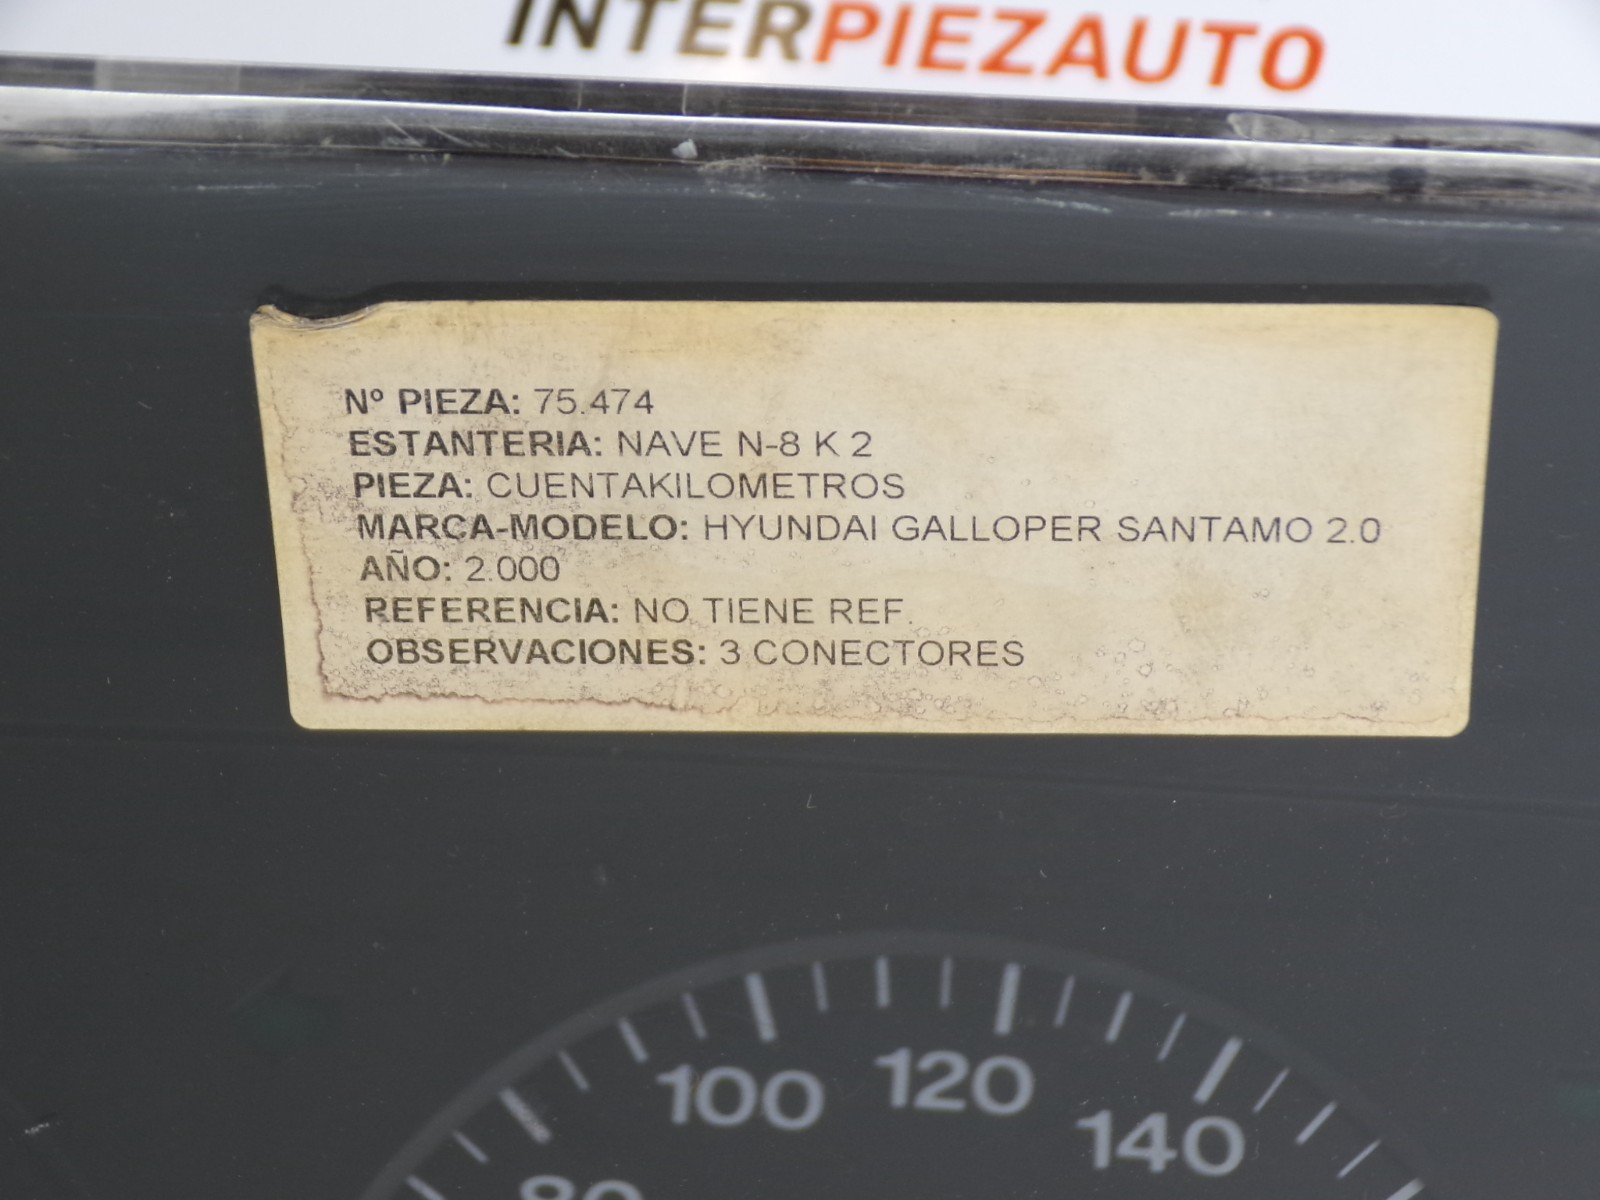 INTERPIEZAUTO
Nº PIEZA: 75.474
ESTANTERIA: NAVE N-8 K 2
PIEZA: CUENTAKILOMETROS
MARCA-MODELO: HYUNDAI GALLOPER SANTAMO 2.0
AÑO: 2.000
REFERENCIA: NO TIENE REF.
OBSERVACIONES: 3 CONECTORES
80 100 120 140